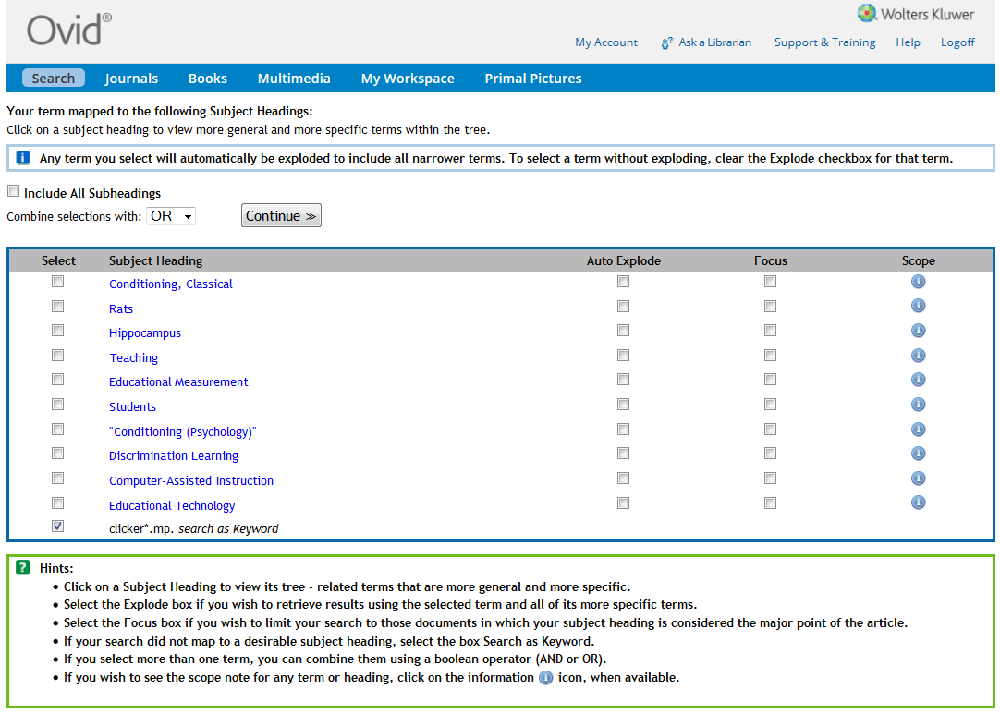 Ovid®
Wolters Kluwer
My Account Ask a Librarian Support & Training Help Logoff
Search Journals Books Multimedia My Workspace Primal Pictures
Your term mapped to the following Subject Headings:
Click on a subject heading to view more general and more specific terms within the tree.
Any term you select will automatically be exploded to include all narrower terms. To select a term without exploding, clear the Explode checkbox for that term.
Include All Subheadings
Combine selections with: OR Continue ≫
Select Subject Heading Auto Explode Focus Scope
Conditioning, Classical
Rats
Hippocampus
Teaching
Educational Measurement
Students
"Conditioning (Psychology)"
Discrimination Learning
Computer-Assisted Instruction
Educational Technology
clicker*.mp. search as Keyword
? Hints:
• Click on a Subject Heading to view its tree - related terms that are more general and more specific.
• Select the Explode box if you wish to retrieve results using the selected term and all of its more specific terms.
• Select the Focus box if you wish to limit your search to those documents in which your subject heading is considered the major point of the article.
• If your search did not map to a desirable subject heading, select the box Search as Keyword.
• If you select more than one term, you can combine them using a boolean operator (AND or OR).
• If you wish to see the scope note for any term or heading, click on the information i icon, when available.